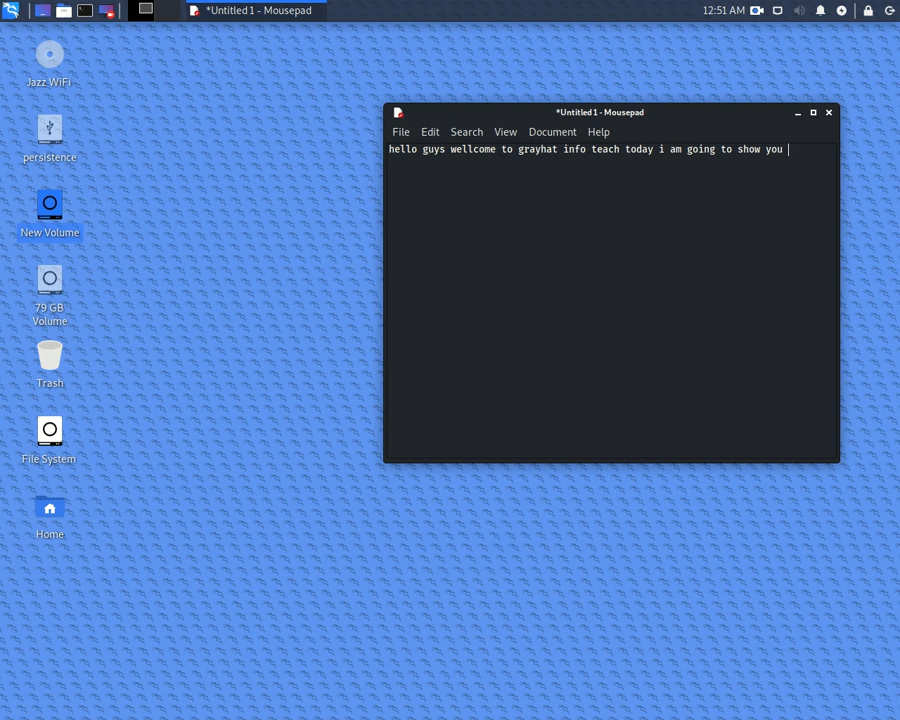 *Untitled 1 - Mousepad
12:51 AM
Jazz WiFi
persistence
New Volume
79 GB
Volume
Trash
File System
Home
*Untitled 1 - Mousepad
File Edit Search View Document Help
hello guys wellcome to grayhat info teach today i am going to show you